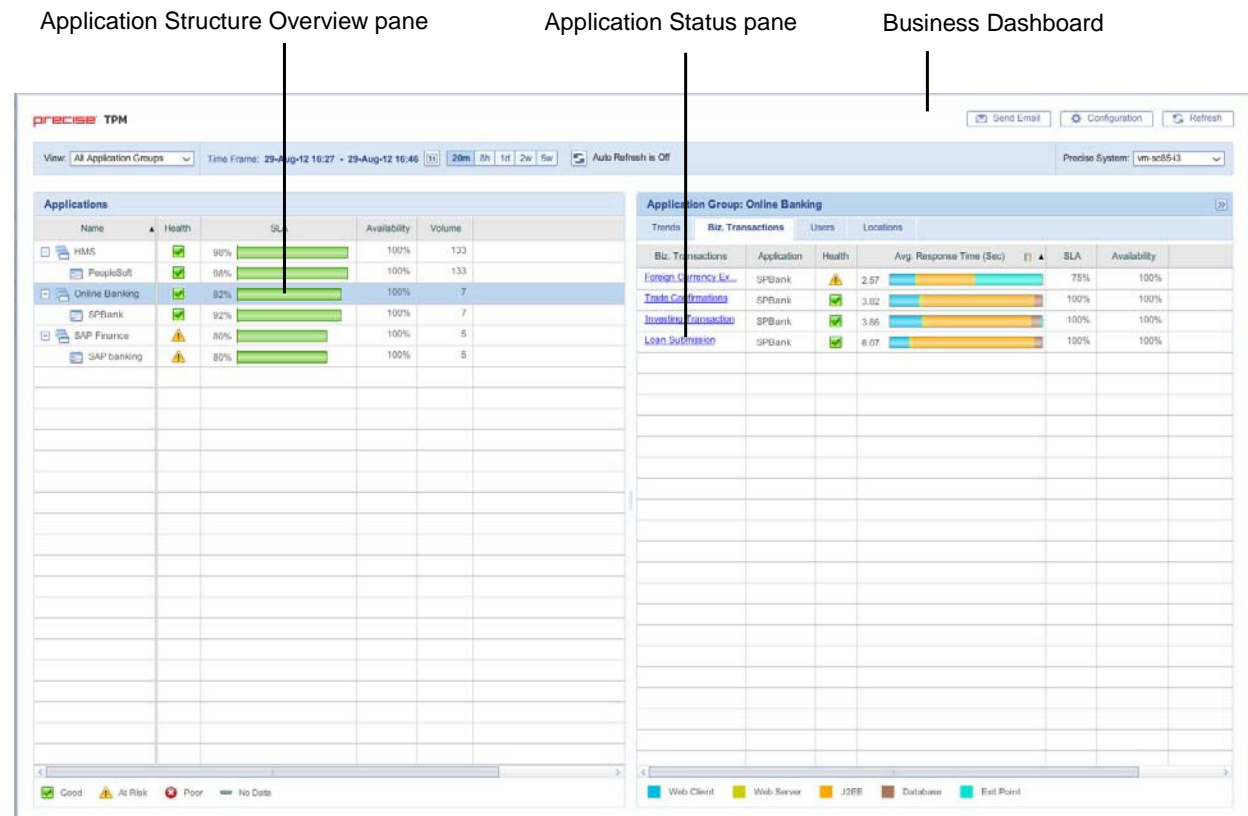 Application Structure Overview pane
Application Status pane
Business Dashboard
precise TPM
Send Email
Configuration
Refresh
View: All Application Groups
Time Frame: 29-Aug-12 16:27 - 29-Aug-12 16:46
20m 8h 1d 2w 5w
Auto Refresh is Off
Precise System: vm-sc85-i3
Applications
Name Health SLA Availability Volume
HMS 98% 100% 133
PeopleSoft 98% 100% 133
Online Banking 92% 100% 7
SPBank 92% 100% 7
SAP Finance 80% 100% 5
SAP banking 80% 100% 5
Good At Risk Poor No Data
Application Group: Online Banking
Trends Biz. Transactions Users Locations
Biz. Transactions Application Health Avg. Response Time (Sec) SLA Availability
Foreign Currency Ex... SPBank 2.57 75% 100%
Trade Confirmations SPBank 3.82 100% 100%
Investing Transaction SPBank 3.86 100% 100%
Loan Submission SPBank 6.07 100% 100%
Web Client Web Server J2EE Database Exit Point